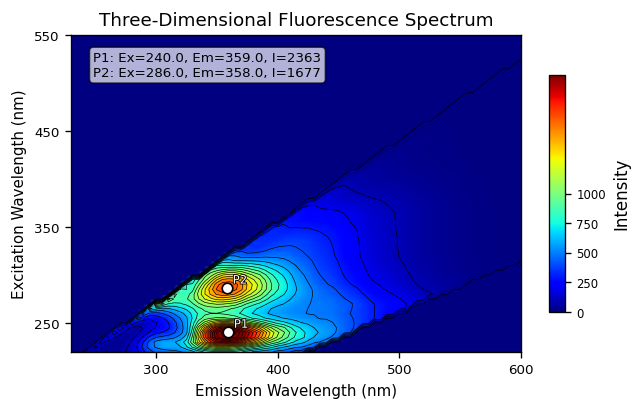 Three-Dimensional Fluorescence Spectrum
P1: Ex=240.0, Em=359.0, I=2363
P2: Ex=286.0, Em=358.0, I=1677
550
450
350
250
Excitation Wavelength (nm)
P2
P1
300
400
500
600
Emission Wavelength (nm)
1000
750
500
250
0
Intensity